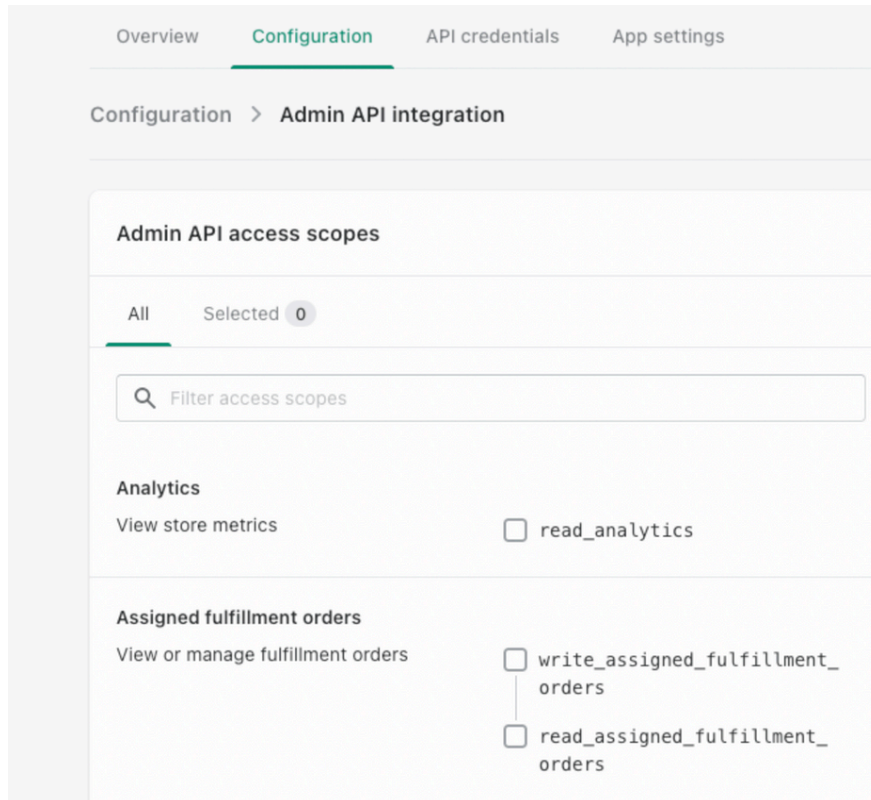 Overview Configuration API credentials App settings
Configuration > Admin API integration
Admin API access scopes
All Selected 0
Filter access scopes
Analytics
View store metrics
read_analytics
Assigned fulfillment orders
View or manage fulfillment orders
write_assigned_fulfillment_
orders
read_assigned_fulfillment_
orders